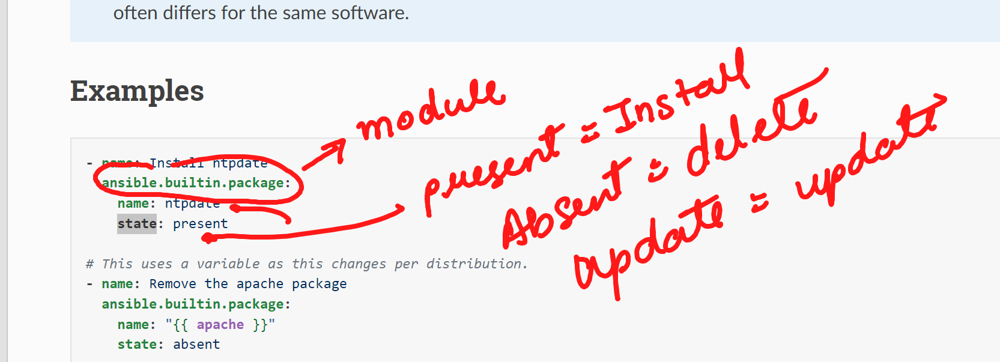 often differs for the same software.
Examples
module
present = Install
Absent = delete
update = update
- name: Install ntpdate
  ansible.builtin.package:
    name: ntpdate
    state: present
# This uses a variable as this changes per distribution.
- name: Remove the apache package
  ansible.builtin.package:
    name: "{{ apache }}"
    state: absent